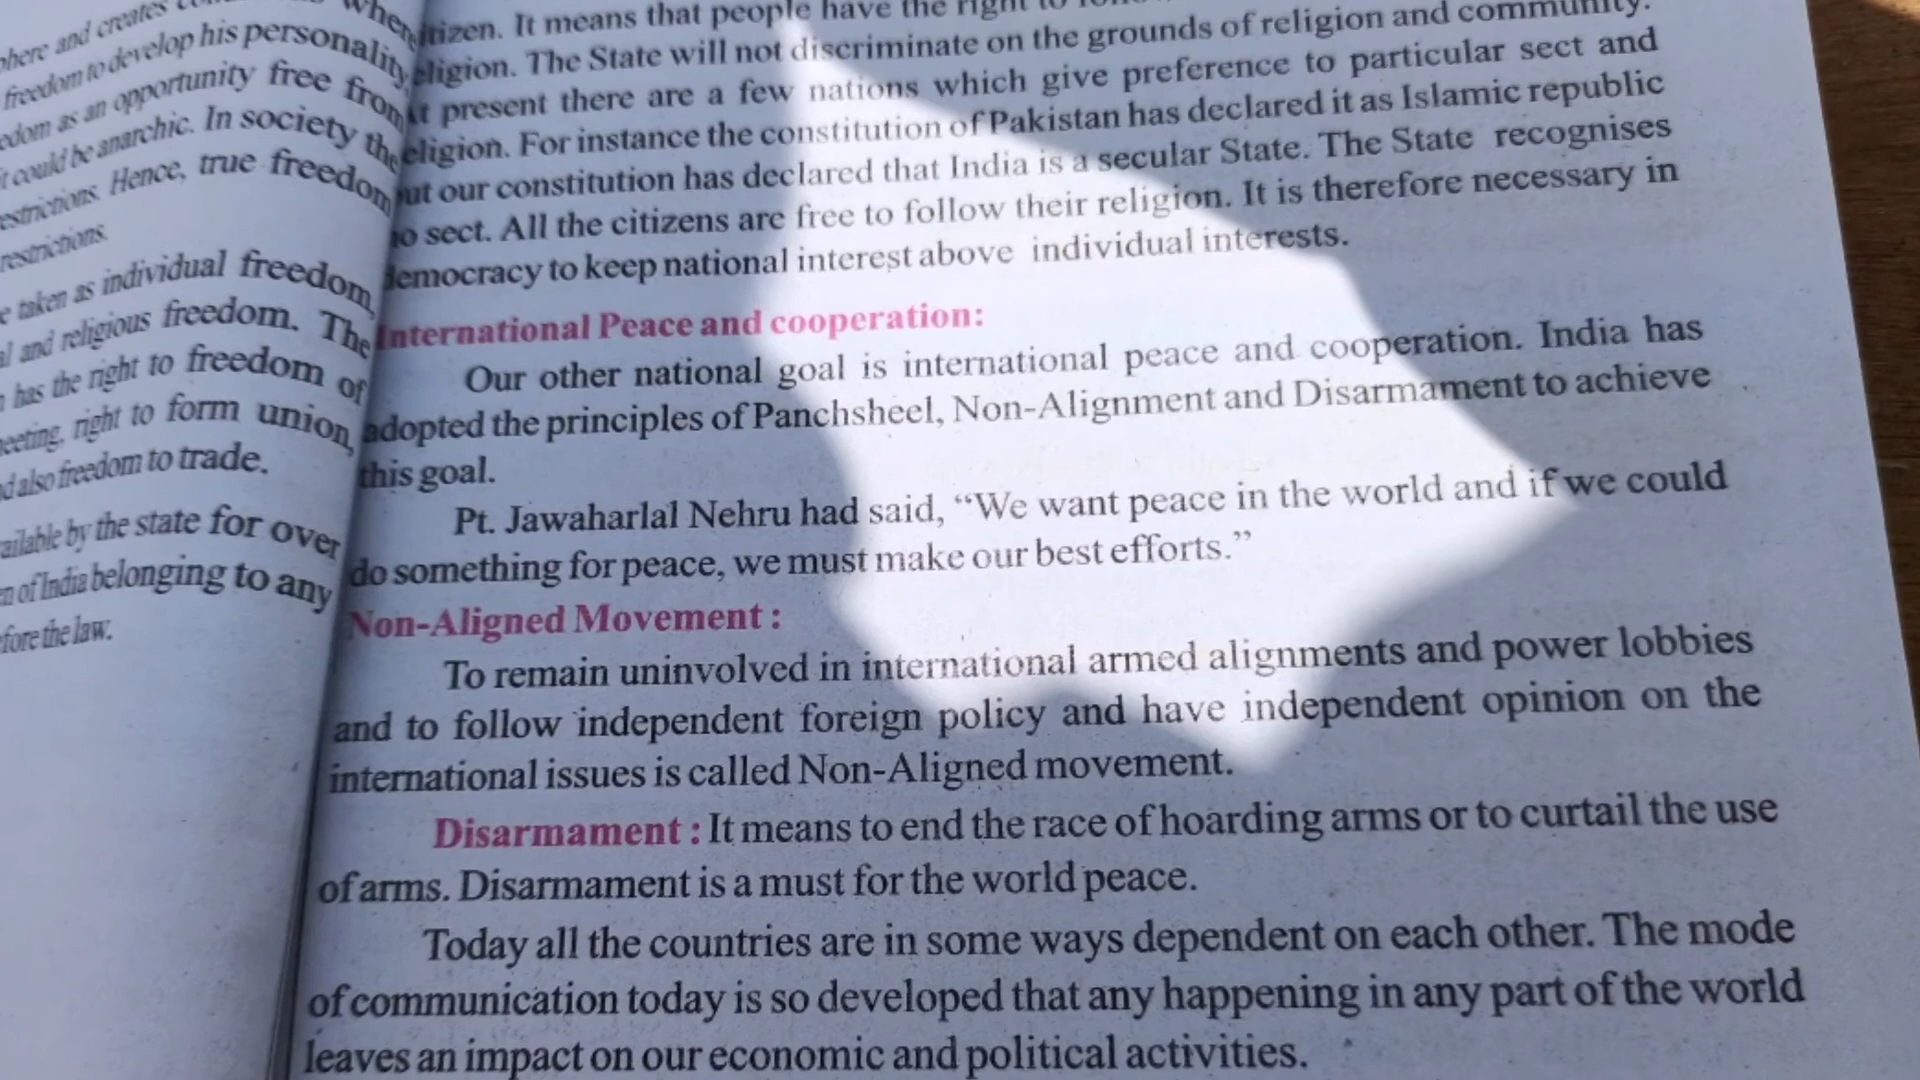 phere and creates
freedom to develop his personality
edom as an opportunity free from
it could be anarchic. In society the
restrictions. Hence, true freedom
restrictions.
e taken as individual freedom,
al and religious freedom. The
has the right to freedom of
meeting, right to form union,
d also freedom to trade.
ailable by the state for over
n of India belonging to any
fore the law.
itizen. It means that people have the right to
eligion. The State will not discriminate on the grounds of religion and community.
At present there are a few nations which give preference to particular sect and
eligion. For instance the constitution of Pakistan has declared it as Islamic republic
but our constitution has declared that India is a secular State. The State recognises
no sect. All the citizens are free to follow their religion. It is therefore necessary in
democracy to keep national interest above individual interests.
International Peace and cooperation:
Our other national goal is international peace and cooperation. India has
adopted the principles of Panchsheel, Non-Alignment and Disarmament to achieve
this goal.
Pt. Jawaharlal Nehru had said, “We want peace in the world and if we could
do something for peace, we must make our best efforts.”
Non-Aligned Movement :
To remain uninvolved in international armed alignments and power lobbies
and to follow independent foreign policy and have independent opinion on the
international issues is called Non-Aligned movement.
Disarmament : It means to end the race of hoarding arms or to curtail the use
of arms. Disarmament is a must for the world peace.
Today all the countries are in some ways dependent on each other. The mode
of communication today is so developed that any happening in any part of the world
leaves an impact on our economic and political activities.